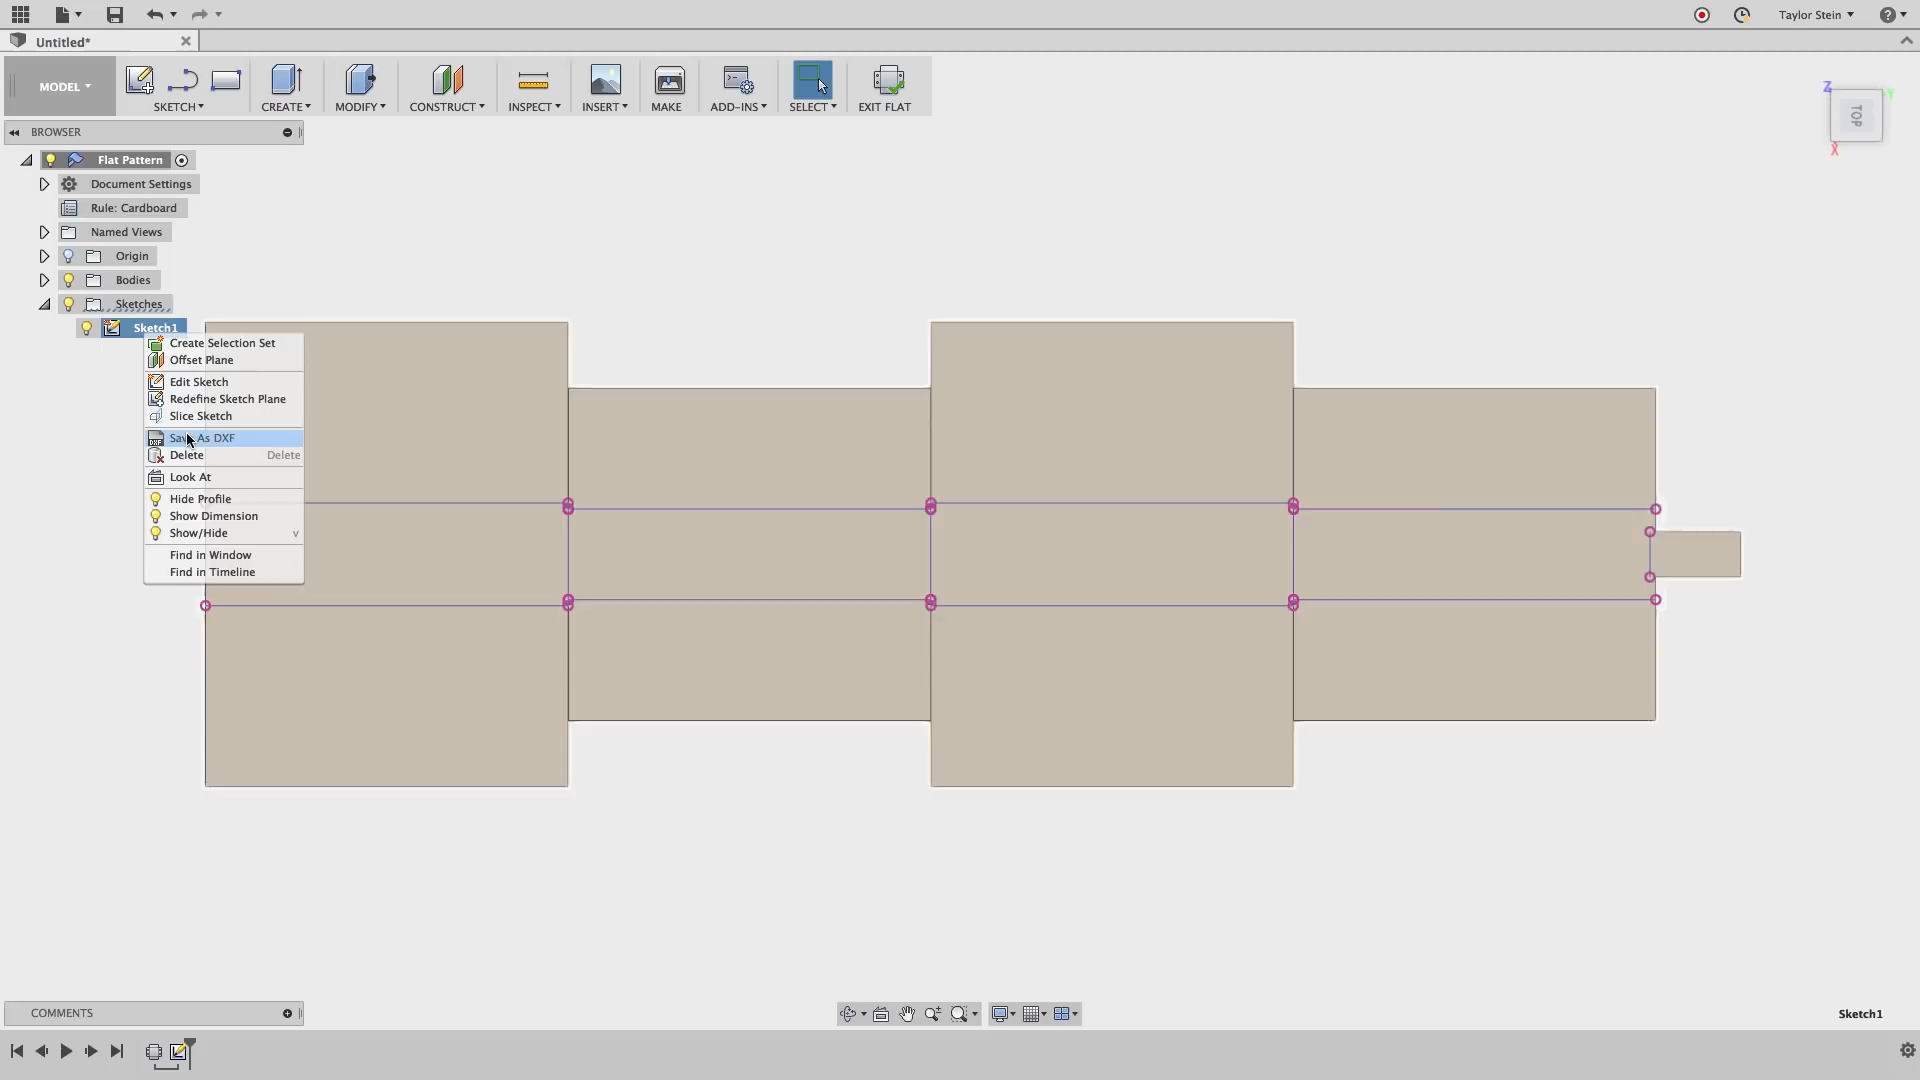 Taylor Stein
Untitled*
MODEL
SKETCH
CREATE
MODIFY
CONSTRUCT
INSPECT
INSERT
MAKE
ADD-INS
SELECT
EXIT FLAT
Z
Y
TOP
X
BROWSER
Flat Pattern
Document Settings
Rule: Cardboard
Named Views
Origin
Bodies
Sketches
Sketch1
Create Selection Set
Offset Plane
Edit Sketch
Redefine Sketch Plane
Slice Sketch
DXF Save As DXF
Delete Delete
Look At
Hide Profile
Show Dimension
Show/Hide v
Find in Window
Find in Timeline
COMMENTS
Sketch1